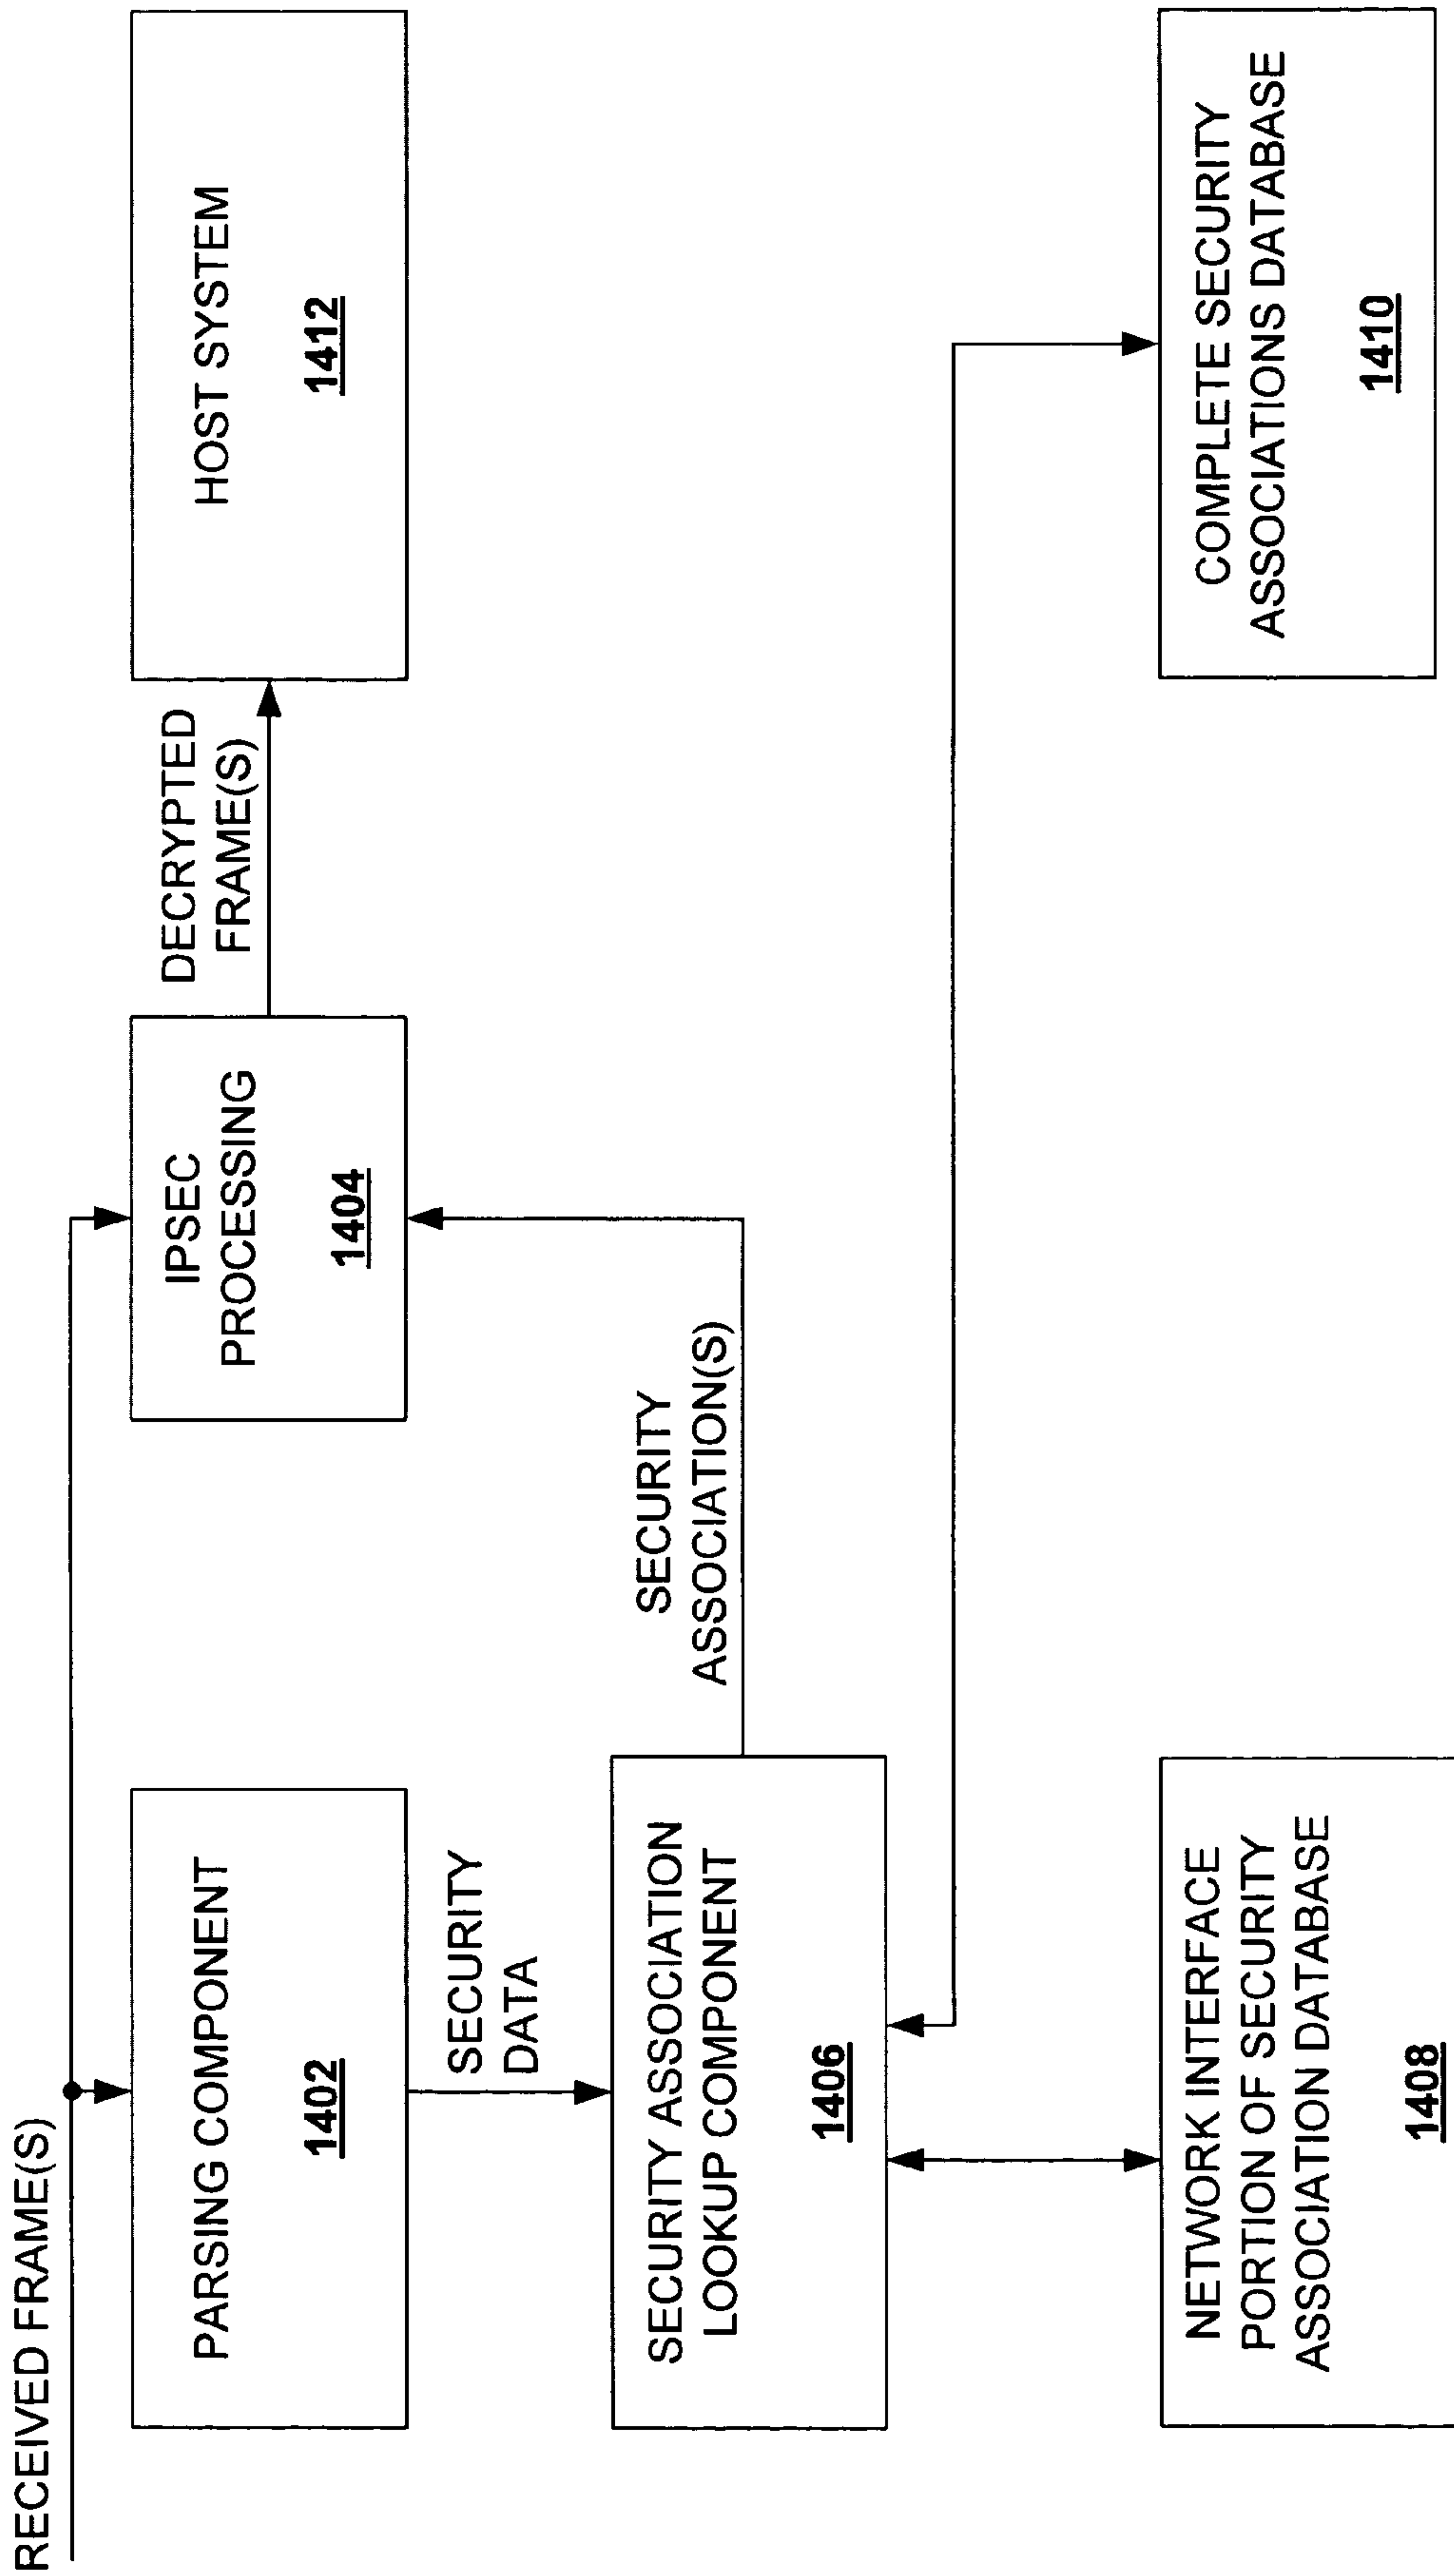 RECEIVED FRAME(S)
PARSING COMPONENT
1402
IPSEC
PROCESSING
1404
DECRYPTED
FRAME(S)
HOST SYSTEM
1412
SECURITY
DATA
SECURITY ASSOCIATION
LOOKUP COMPONENT
1406
SECURITY
ASSOCIATION(S)
NETWORK INTERFACE
PORTION OF SECURITY
ASSOCIATION DATABASE
1408
COMPLETE SECURITY
ASSOCIATIONS DATABASE
1410